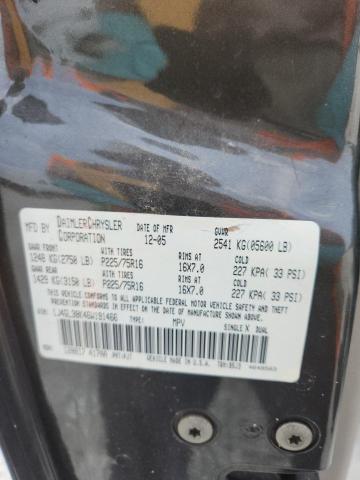 MFD BY DAIMLERCHRYSLER CORPORATION DATE OF MFR 12-05 GVWR 2541 KG(05600 LB)
GAWR FRONT WITH TIRES RIMS AT COLD
1248 KG(2750 LB) P225/75R16 16X7.0 227 KPA( 33 PSI)
GAWR REAR WITH TIRES RIMS AT COLD
1429 KG(3150 LB) P225/75R16 16X7.0 227 KPA( 33 PSI)
THIS VEHICLE CONFORMS TO ALL APPLICABLE FEDERAL MOTOR VEHICLE SAFETY AND
THEFT PREVENTION STANDARDS IN EFFECT ON THE DATE OF MANUFACTURE
SHOWN ABOVE.
TYPE: MPV SINGLE X DUAL
VEHICLE MADE IN U.S.A.